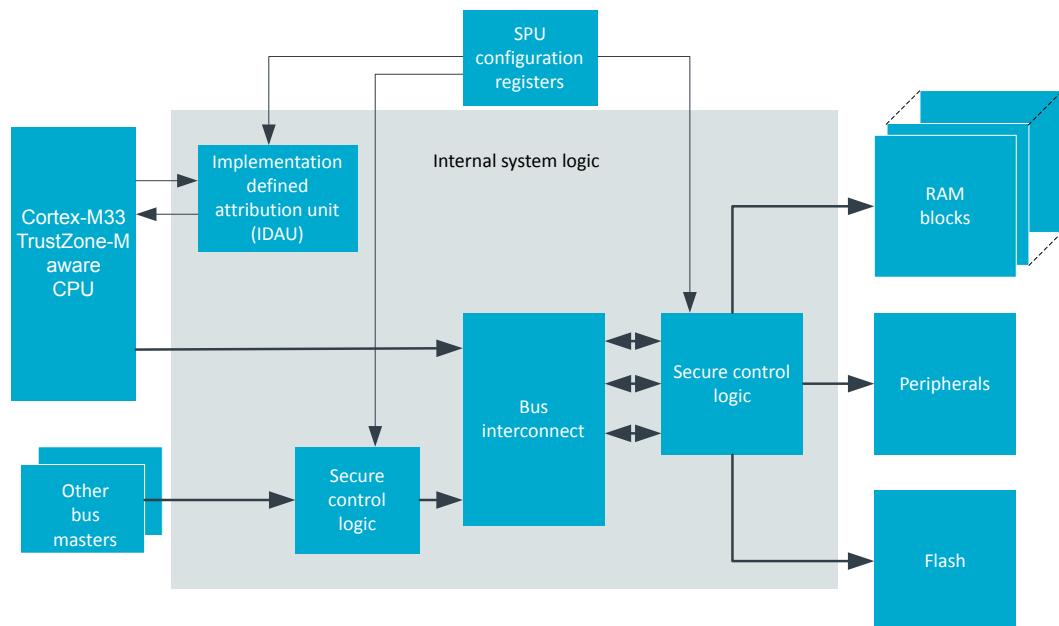 SPU
configuration
registers
Internal system logic
Implementation
defined
attribution unit
(IDAU)
Cortex-M33
TrustZone-M
aware
CPU
RAM
blocks
Bus
interconnect
Secure control
logic
Peripherals
Other
bus
masters
Secure
control
logic
Flash